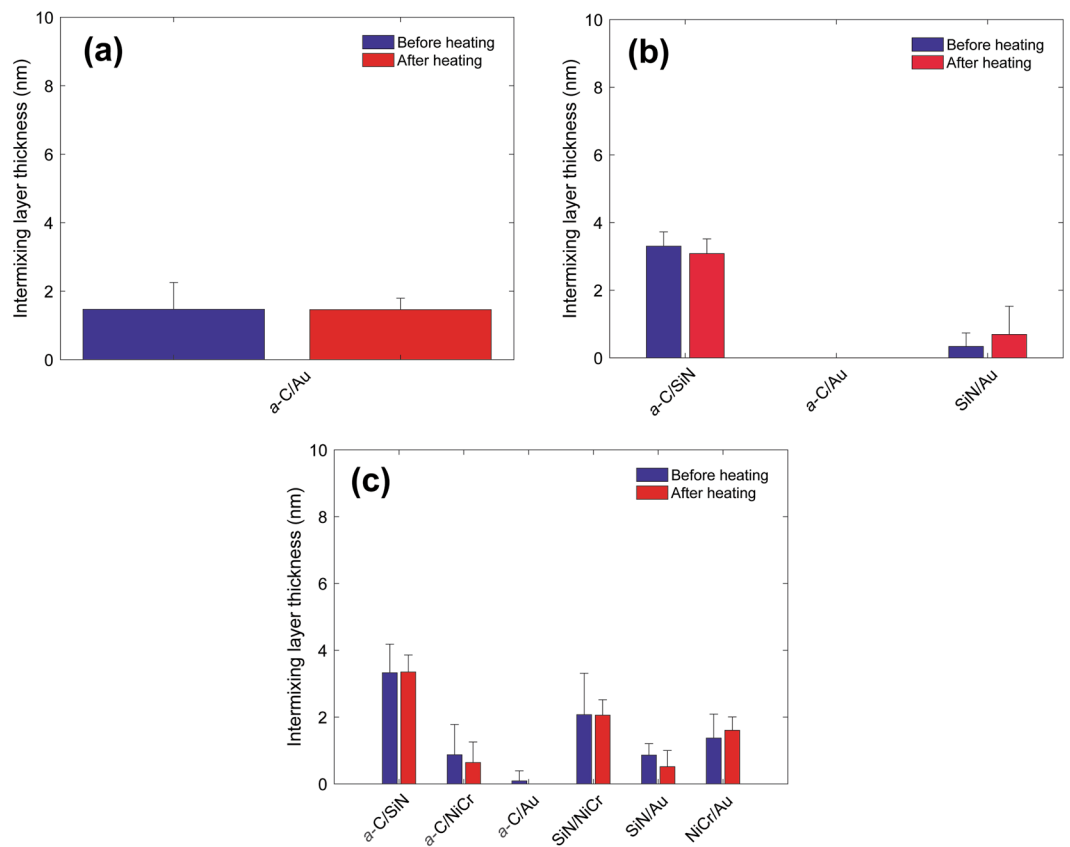 (a)
Before heating
After heating
Intermixing layer thickness (nm)
10
8
6
4
2
0
a-C/Au
(b)
Before heating
After heating
Intermixing layer thickness (nm)
10
8
6
4
2
0
a-C/SiN
a-C/Au
SiN/Au
(c)
Before heating
After heating
Intermixing layer thickness (nm)
10
8
6
4
2
0
a-C/SiN
a-C/NiCr
a-C/Au
SiN/NiCr
SiN/Au
NiCr/Au